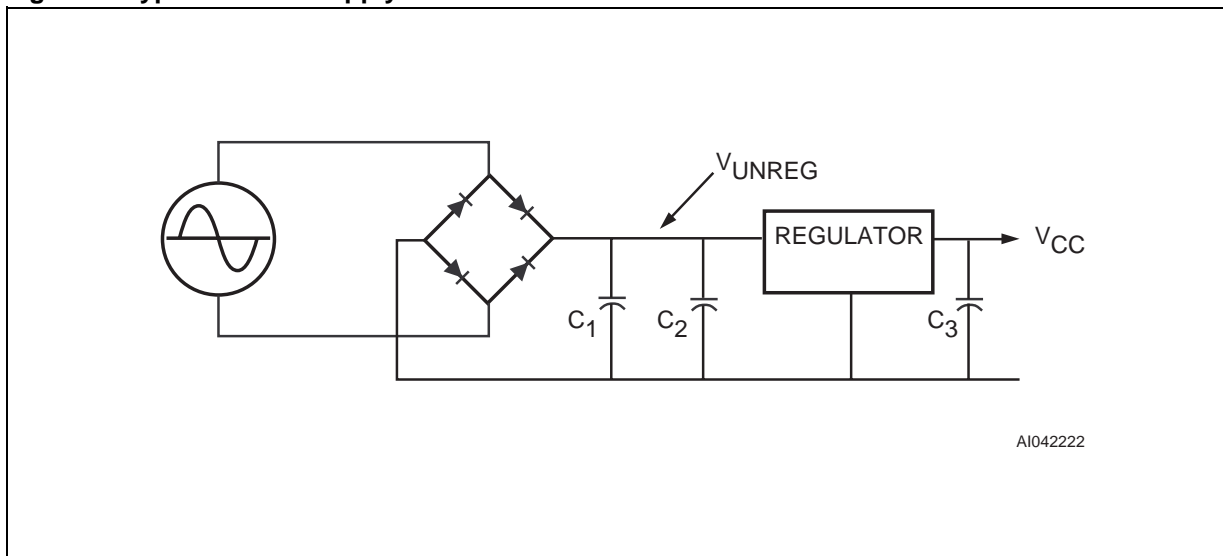 V_UNREG
REGULATOR
V_CC
C_1
C_2
C_3
AI042222